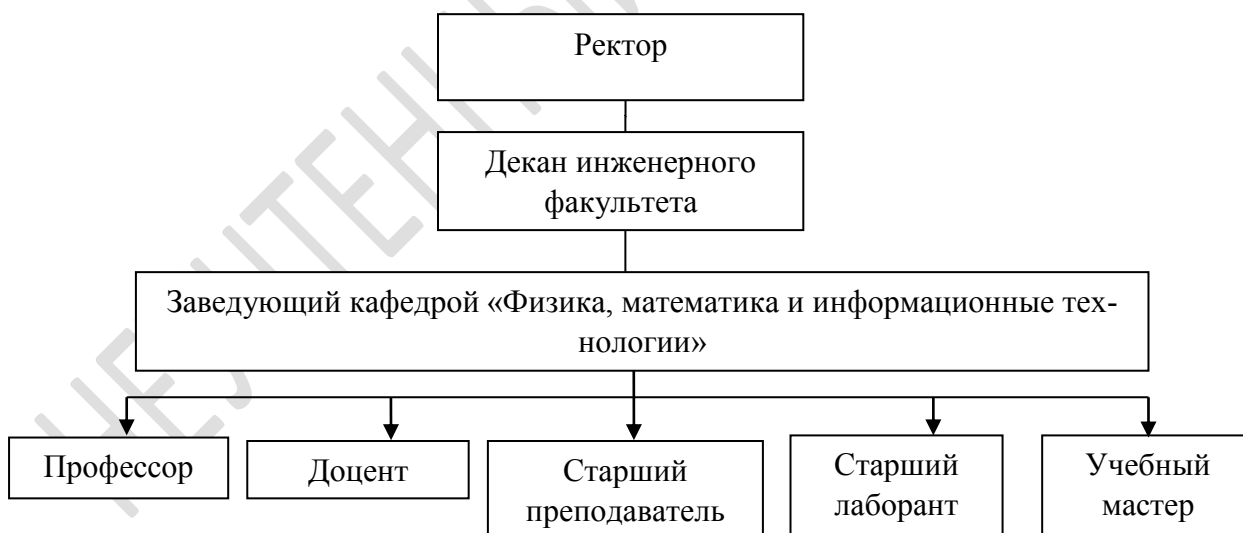 Ректор
Декан инженерного
факультета
Заведующий кафедрой «Физика, математика и информационные тех-
нологии»
Профессор
Доцент
Старший
преподаватель
Старший
лаборант
Учебный
мастер